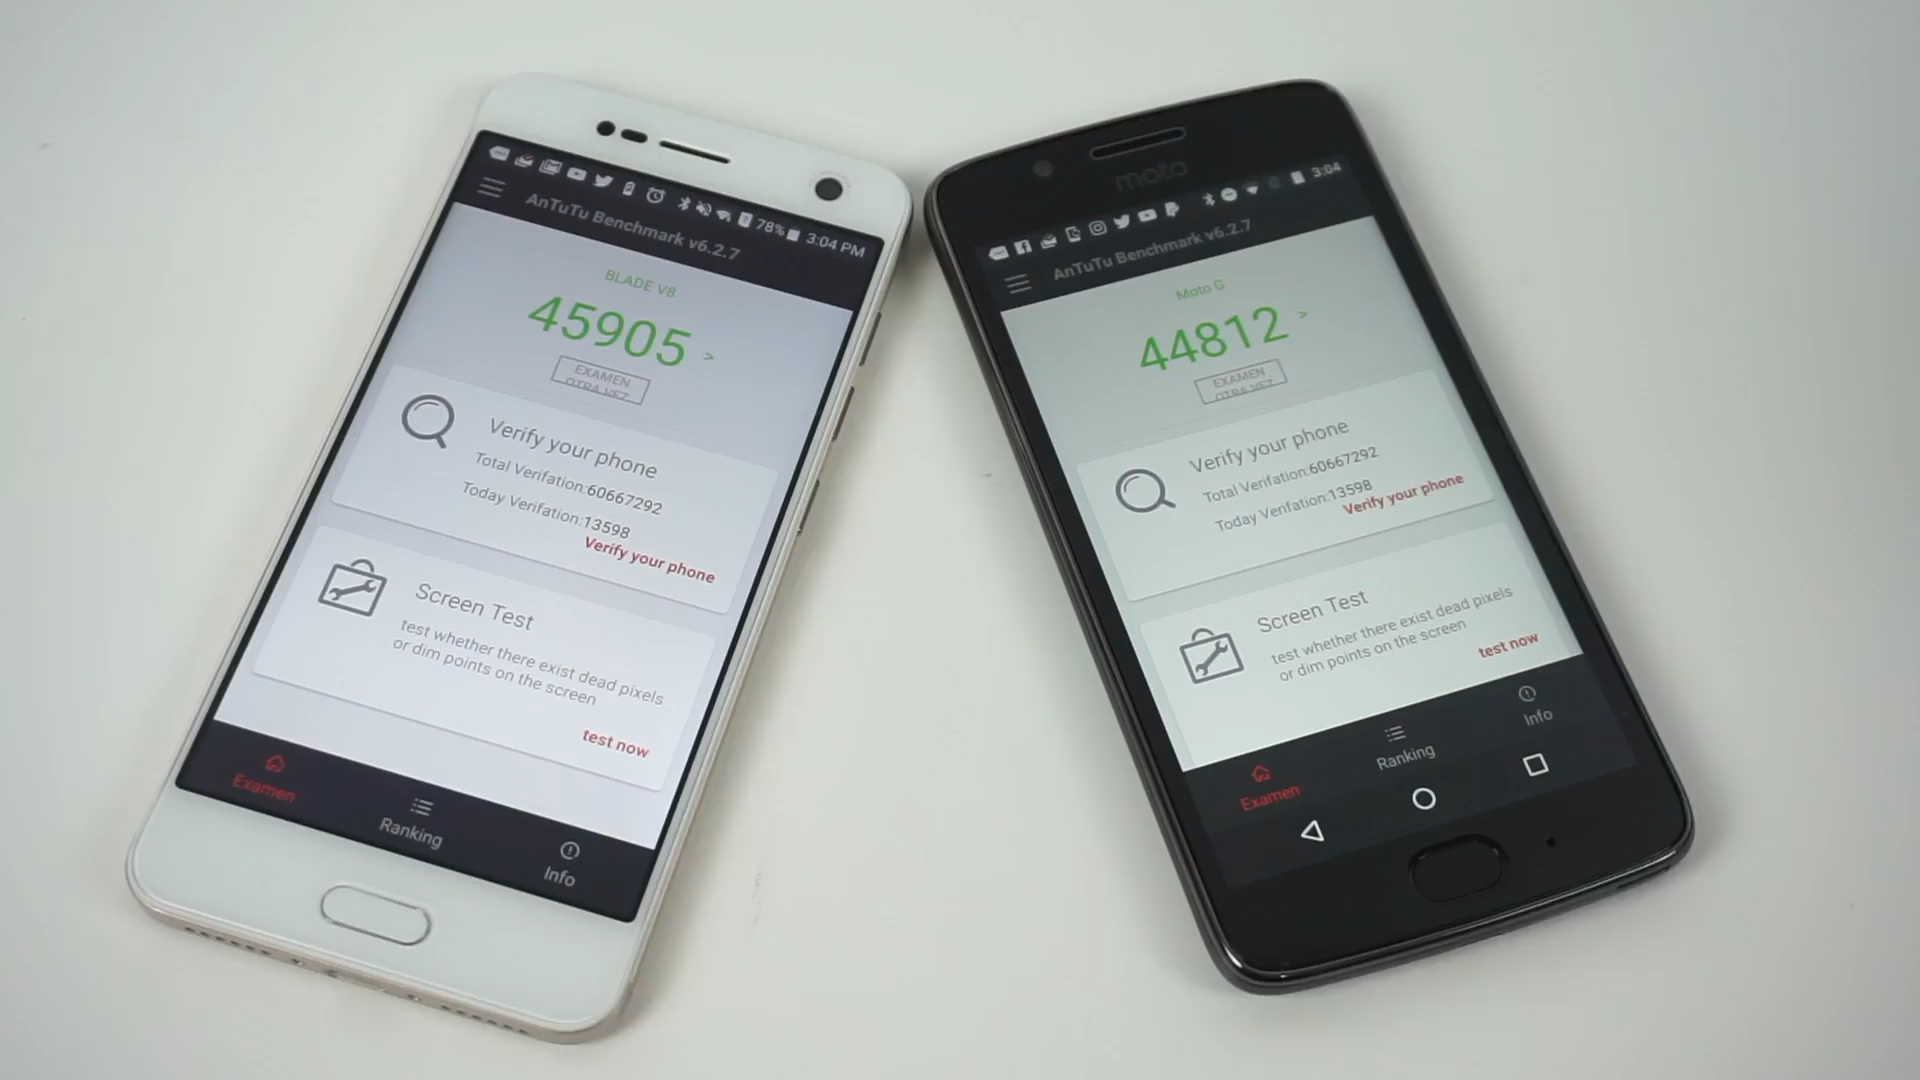 78% 3:04 PM
AnTuTu Benchmark v6.2.7
BLADE V8
45905 >
EXAMEN
OTRA VEZ
Verify your phone
Total Verifation:60667292
Today Verifation:13598
Verify your phone
Screen Test
test whether there exist dead pixels
or dim points on the screen
test now
Examen
Ranking
Info
moto
3:04
AnTuTu Benchmark v6.2.7
Moto G
44812 >
EXAMEN
OTRA VEZ
Verify your phone
Total Verifation:60667292
Today Verifation:13598
Verify your phone
Screen Test
test whether there exist dead pixels
or dim points on the screen
test now
Examen
Ranking
Info